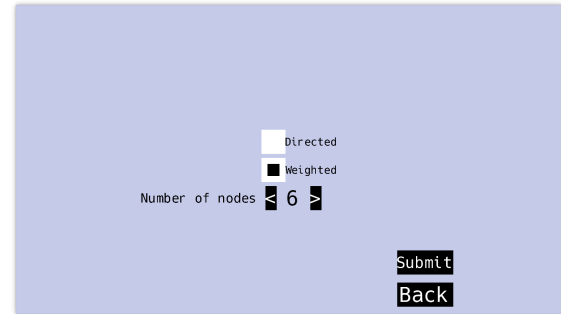 Directed
Weighted
Number of nodes < 6 >
Submit
Back